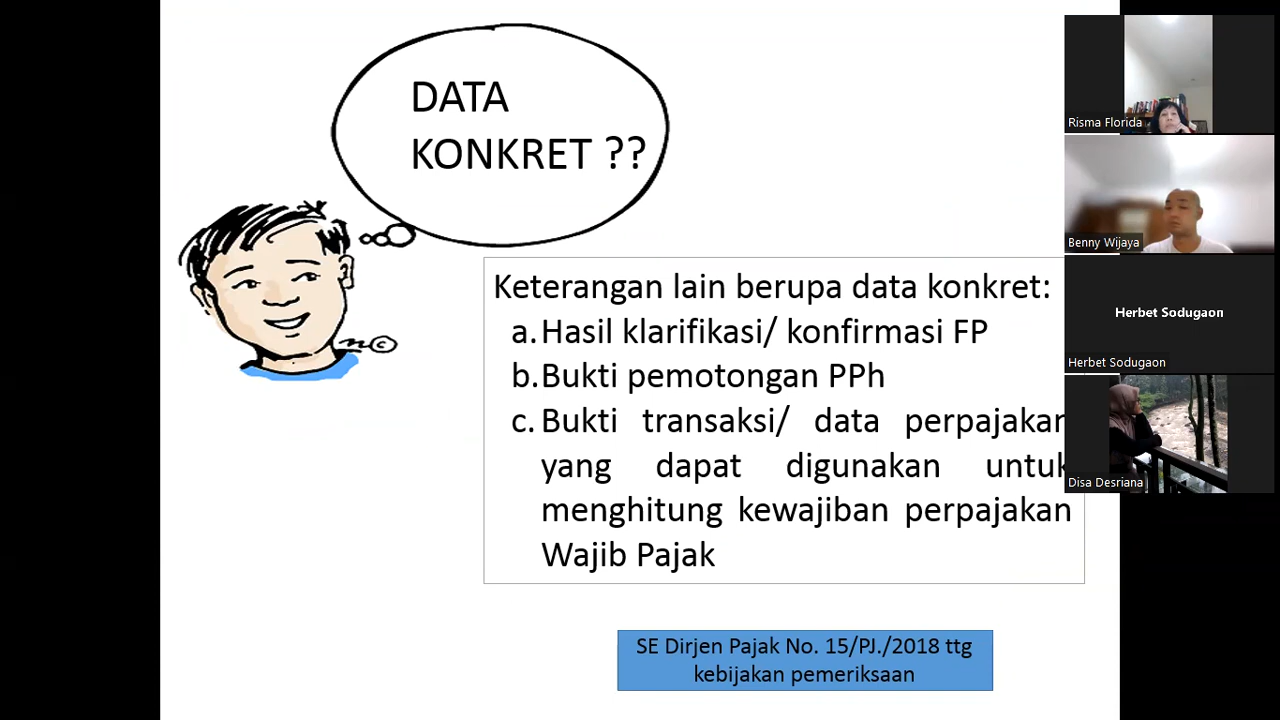 DATA
KONKRET ??
Keterangan lain berupa data konkret:
a. Hasil klarifikasi/ konfirmasi FP
b. Bukti pemotongan PPh
c. Bukti transaksi/ data perpajakan
yang dapat digunakan untuk
menghitung kewajiban perpajakan
Wajib Pajak
SE Dirjen Pajak No. 15/PJ./2018 ttg
kebijakan pemeriksaan
Risma Florida
Benny Wijaya
Herbet Sodugaon
Herbet Sodugaon
Disa Desriana